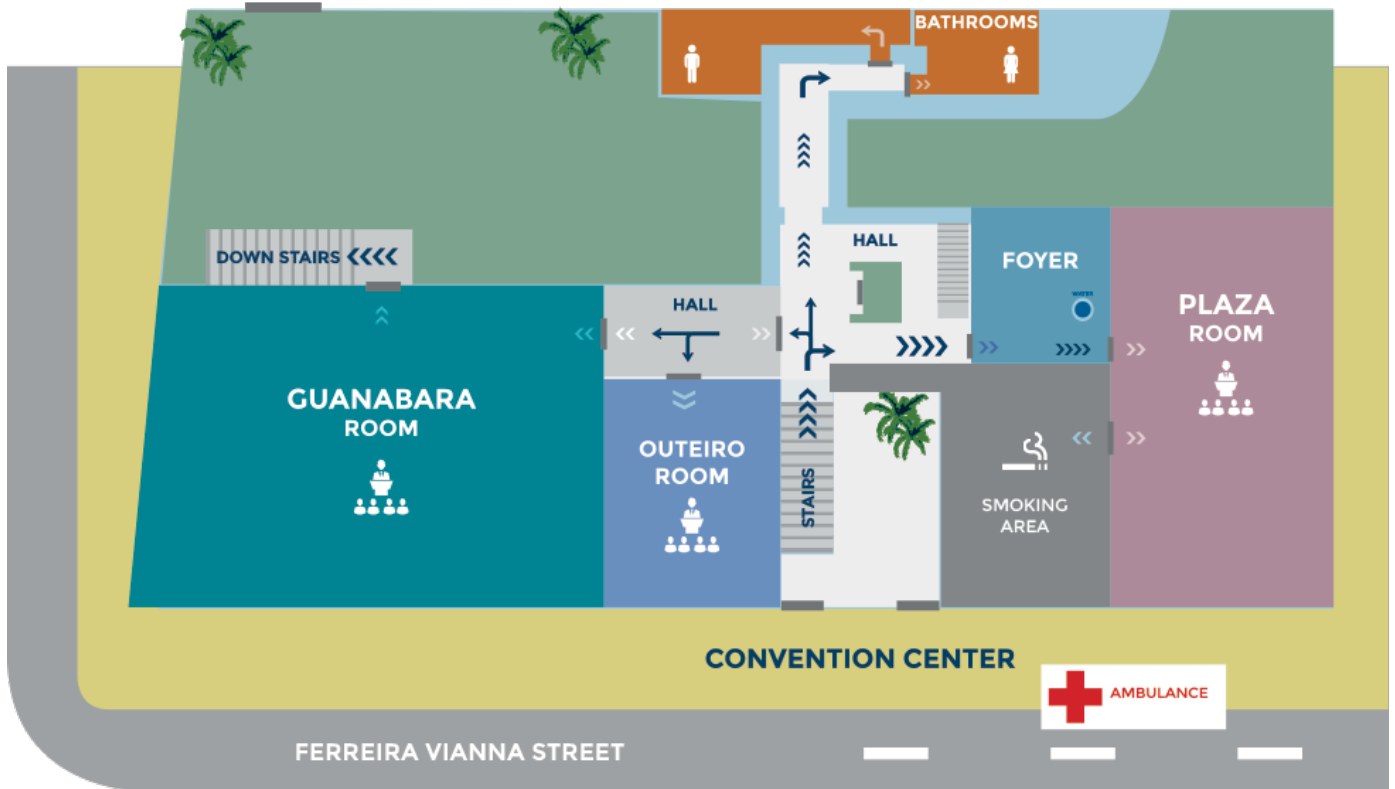 BATHROOMS
DOWN STAIRS
HALL
FOYER
WATER
HALL
PLAZA
ROOM
GUANABARA
ROOM
OUTEIRO
ROOM
STAIRS
SMOKING
AREA
CONVENTION CENTER
AMBULANCE
FERREIRA VIANNA STREET